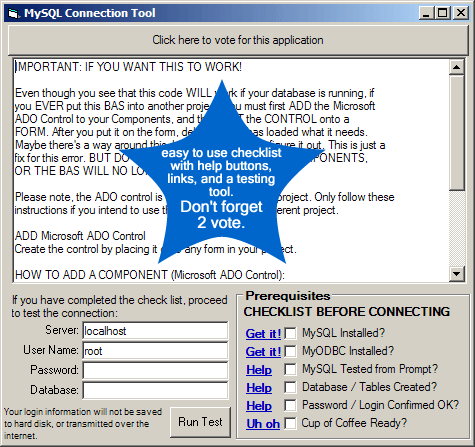 MySQL Connection Tool
Click here to vote for this application
IMPORTANT: IF YOU WANT THIS TO WORK!
Even though you see that this code WILL work if your database is running, if
you EVER put this BAS into another project you must first ADD the Microsoft
ADO Control to your Components, and the THE CONTROL onto a
FORM. After you put it on the form, del has loaded what it needs.
Maybe there's a way around this, figure it out. This is just a
fix for this error. BUT DO COMPONENTS,
OR THE BAS WILL NO LO
Please note, the ADO control is project. Only follow these
instructions if you intend to use th erent project.
ADD Microsoft ADO Control
Create the control by placing it o any form in your project.
HOW TO ADD A COMPONENT (Microsoft ADO Control):
easy to use checklist
with help buttons,
links, and a testing
tool.
Don't forget
2 vote.
If you have completed the check list, proceed
to test the connection:
Server: localhost
User Name: root
Password:
Database:
Your login information will not be saved
to hard disk, or transmitted over the
internet.
Run Test
Prerequisites
CHECKLIST BEFORE CONNECTING
Get it! MySQL Installed?
Get it! MyODBC Installed?
Help MySQL Tested from Prompt?
Help Database / Tables Created?
Help Password / Login Confirmed OK?
Uh oh Cup of Coffee Ready?